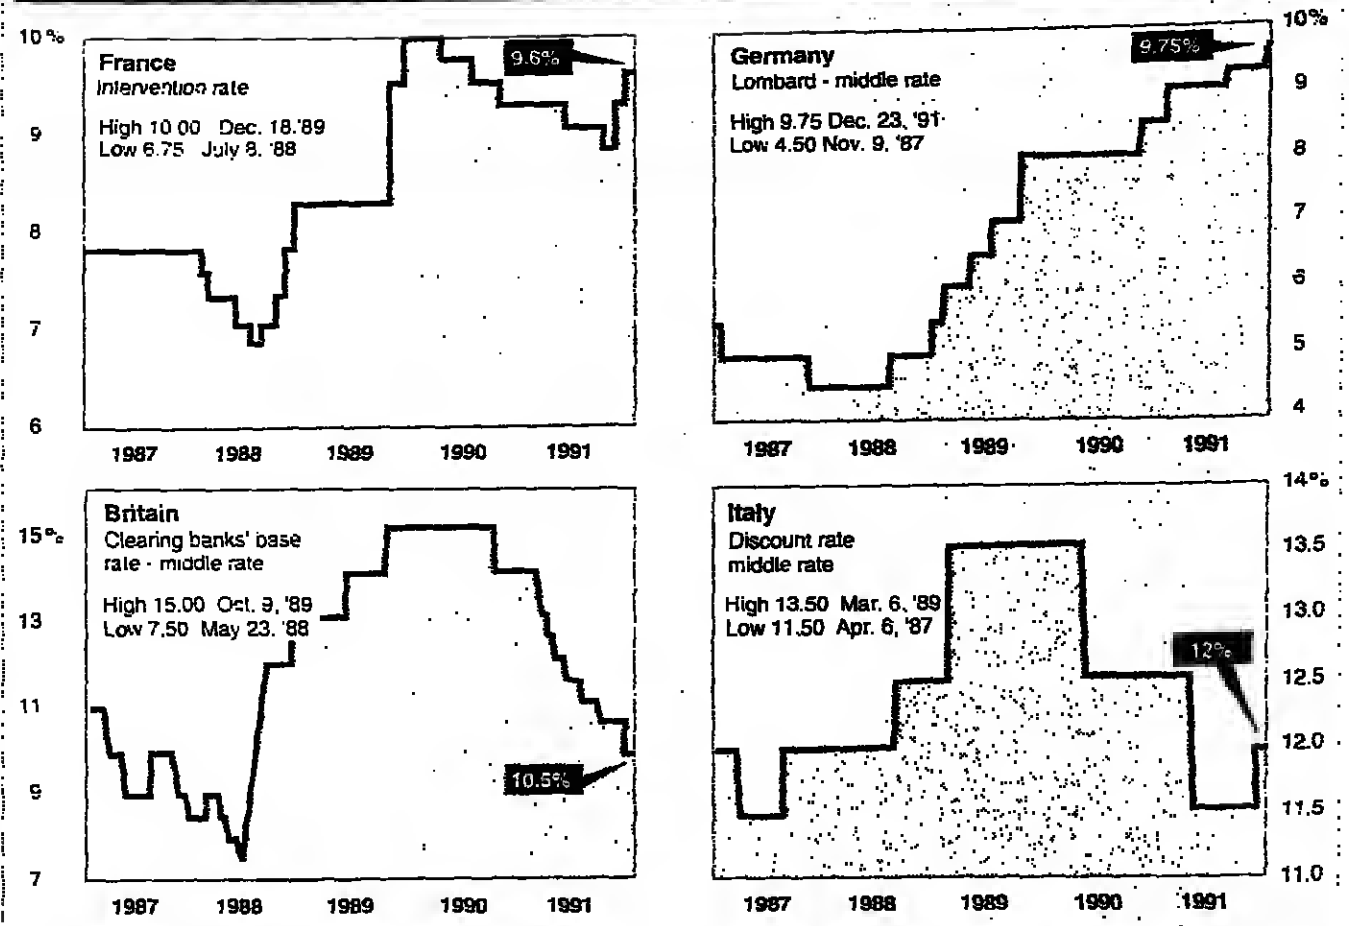 10%
9
8
7
6
France
Intervention rate
High 10 00 Dec. 18.'89
Low 6.75 July 8, '88
9.6%
1987 1988 1989 1990 1991
Germany
Lombard - middle rate
High 9.75 Dec. 23, '91
Low 4.50 Nov. 9, '87
9.75%
10%
9
8
7
6
5
4
1987 1988 1989 1990 1991
15%
13
11
9
7
Britain
Clearing banks' base
rate - middle rate
High 15.00 Oct. 9, '89
Low 7.50 May 23. '88
10.5%
1987 1988 1989 1990 1991
Italy
Discount rate
middle rate
High 13.50 Mar. 6, '89
Low 11.50 Apr. 6, '87
12%
14%
13.5
13.0
12.5
12.0
11.5
11.0
1987 1988 1989 1990 1991